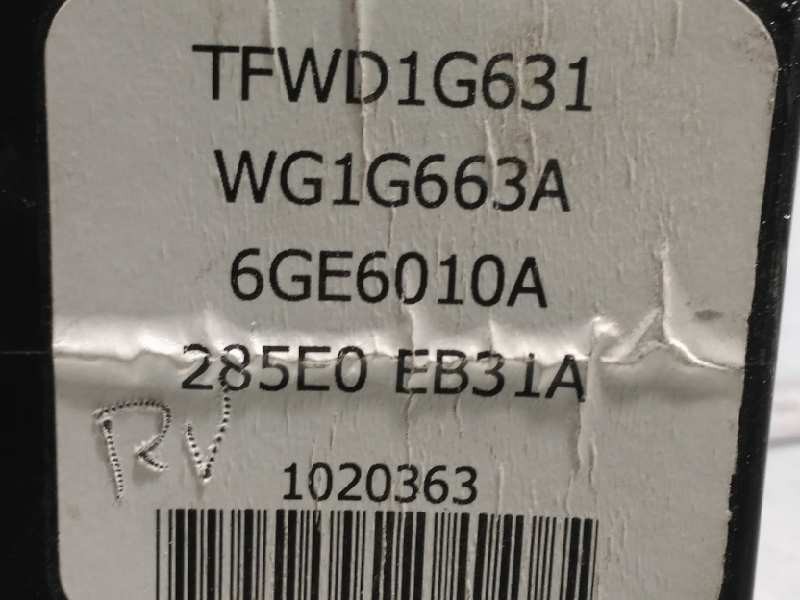 TFWD1G631
WG1G663A
6GE6010A
285E0 EB31A
RV
1020363